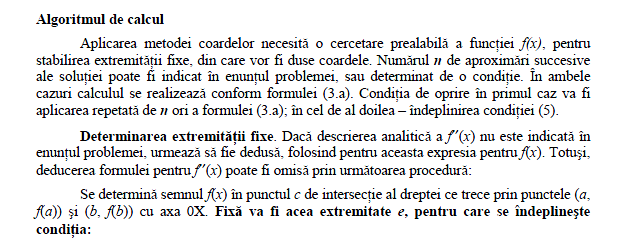 Algoritmul de calcul
Aplicarea metodei coardelor necesită o cercetare prealabilă a funcției f(x), pentru
stabilirea extremității fixe, din care vor fi duse coardele. Numărul n de aproximări succesive
ale soluției poate fi indicat în enunțul problemei, sau determinat de o condiție. În ambele
cazuri calculul se realizează conform formulei (3.a). Condiția de oprire în primul caz va fi
aplicarea repetată de n ori a formulei (3.a); în cel de al doilea – îndeplinirea condiției (5).
Determinarea extremității fixe. Dacă descrierea analitică a f″(x) nu este indicată în
enunțul problemei, urmează să fie dedusă, folosind pentru aceasta expresia pentru f(x). Totuși,
deducerea formulei pentru f″(x) poate fi omisă prin următoarea procedură:
Se determină semnul f(x) în punctul c de intersecție al dreptei ce trece prin punctele (a,
f(a)) și (b, f(b)) cu axa 0X. Fixă va fi acea extremitate e, pentru care se îndeplinește
condiția: